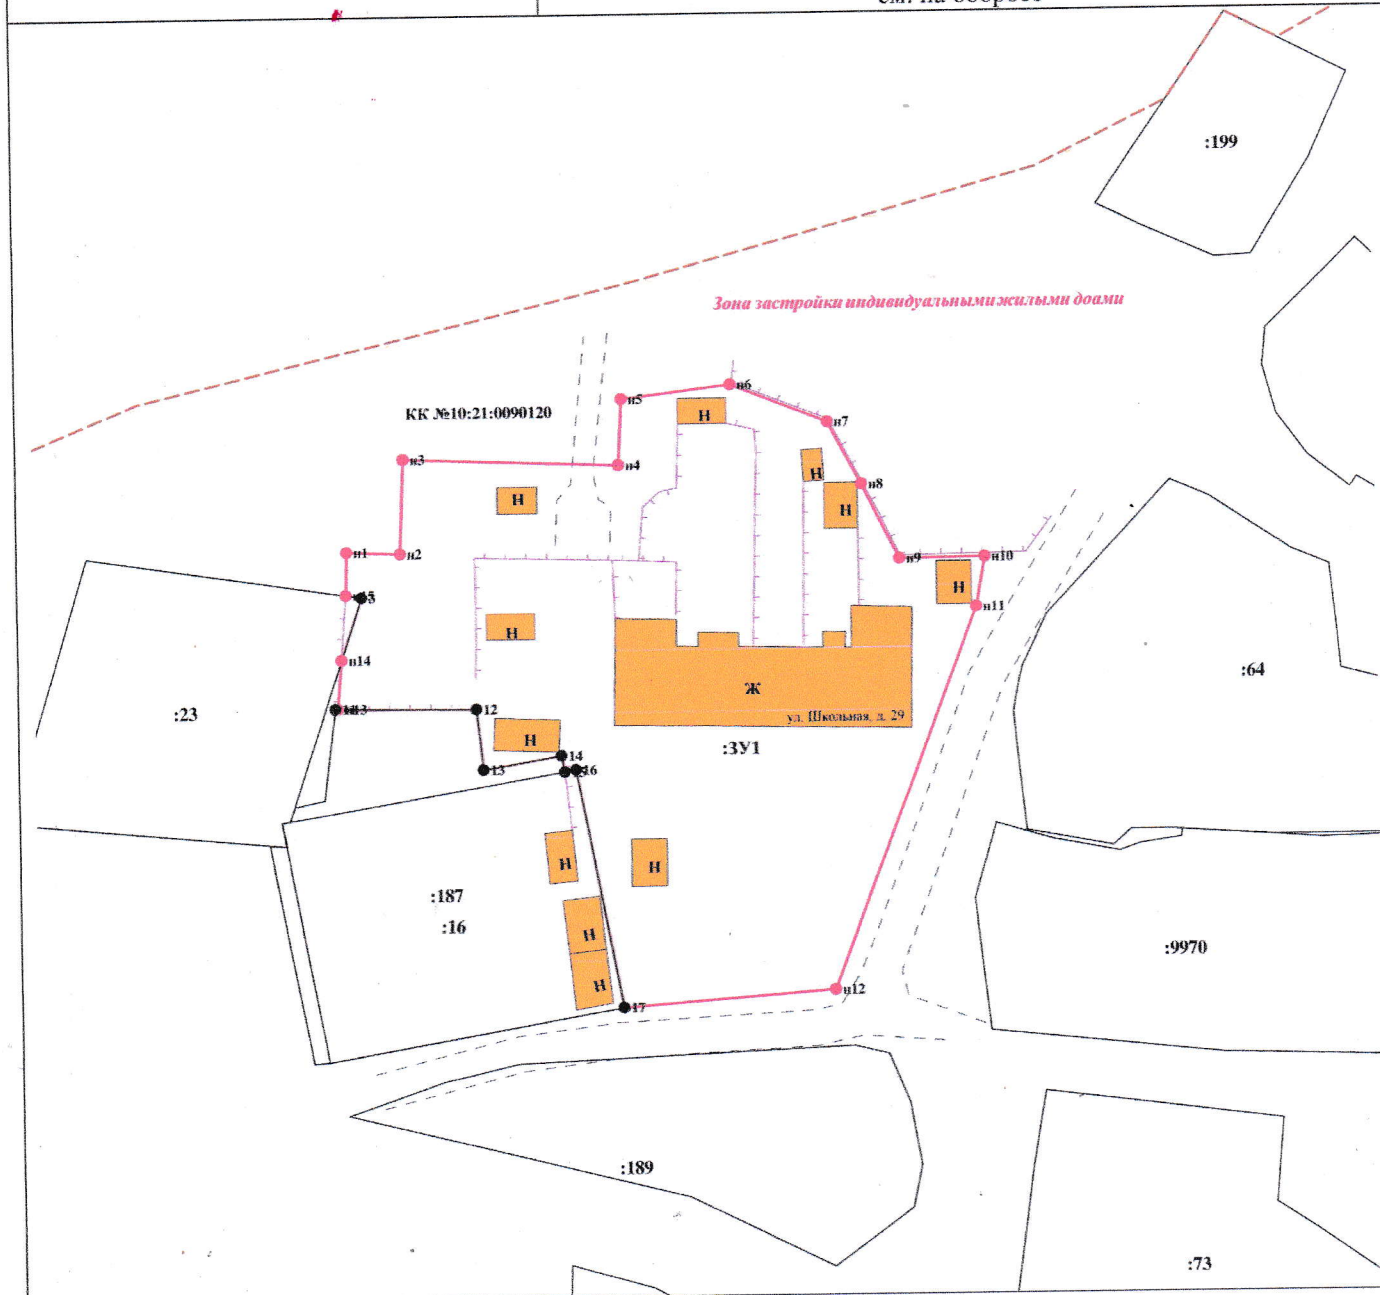 :199
Зона застройки индивидуальными жилыми доами
н6
н5
Н
КК №10:21:0090120
н7
н3
н4
Н
н8
Н
Н
н1
н2
н9
н10
Н
н11
Н
н14
:64
Ж
:23
12
ул. Школьная, д. 29
Н
:ЗУ1
14
13
16
Н
Н
:187
:16
Н
:9970
Н
н12
17
:189
:73